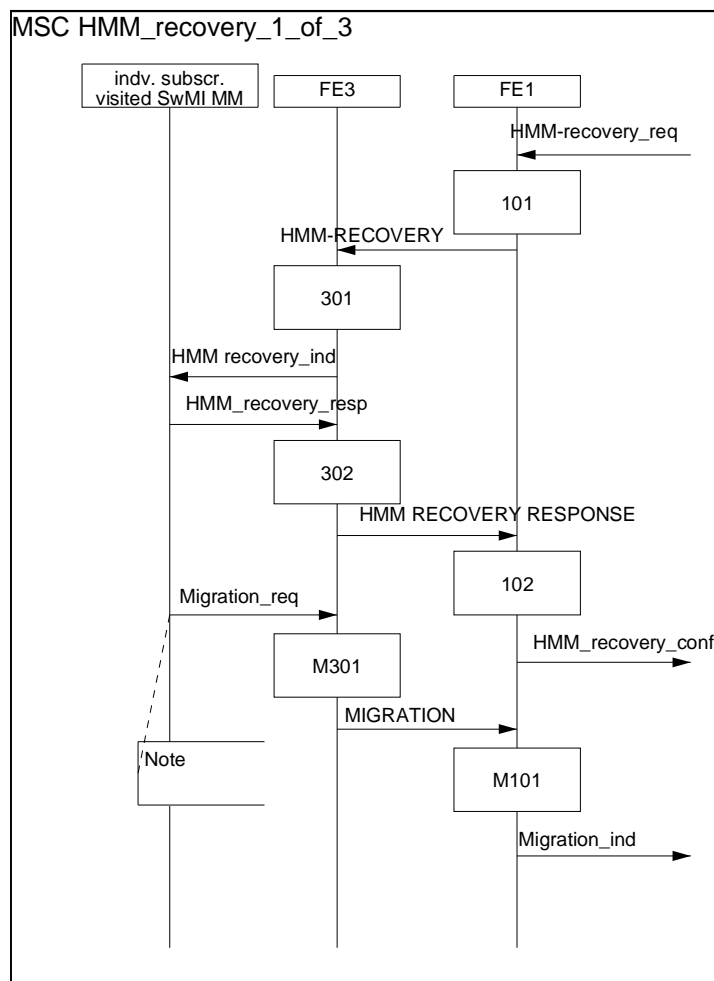 MSC HMM_recovery_1_of_3
indv. subscr.
visited SwMI MM
FE3
FE1
HMM-recovery_req
101
HMM-RECOVERY
301
HMM recovery_ind
HMM_recovery_resp
302
HMM RECOVERY RESPONSE
102
Migration_req
HMM_recovery_conf
M301
MIGRATION
Note
M101
Migration_ind